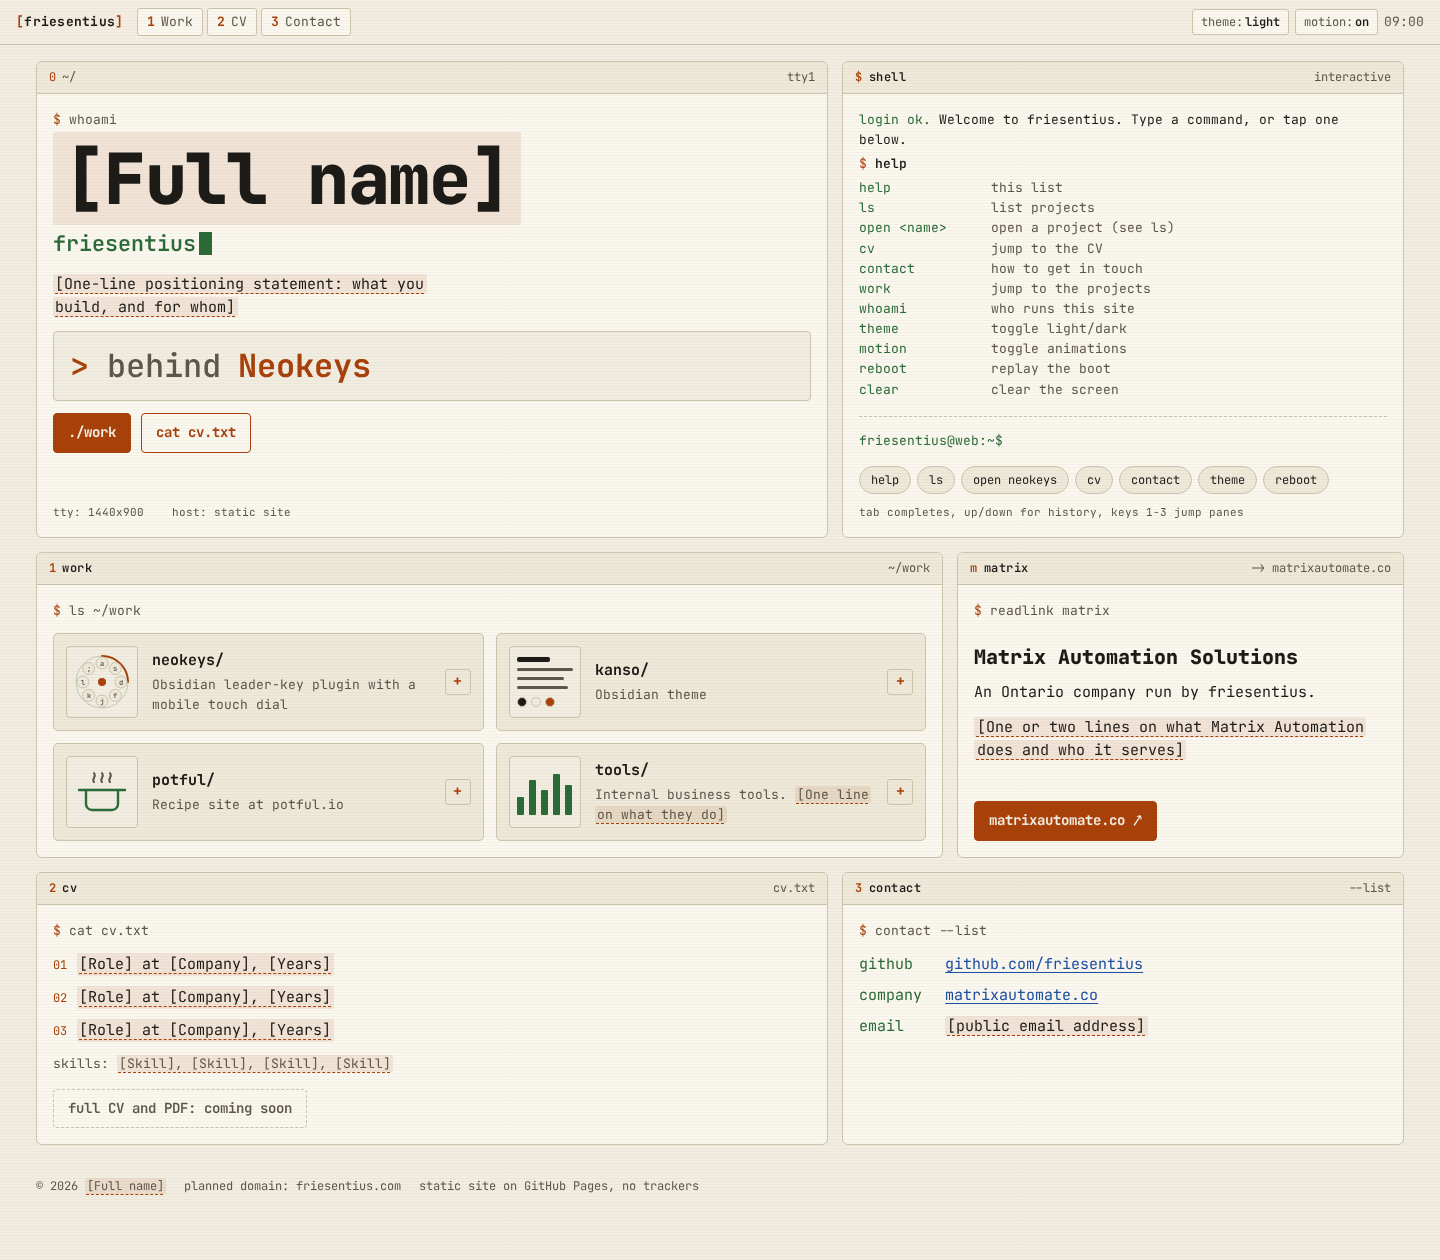 [friesentius]
1 Work
2 CV
3 Contact
theme: light
motion: on
09:00
0 ~/
tty1
$ whoami
[Full name]
friesentius
[One-line positioning statement: what you
build, and for whom]
> behind Neokeys
./work
cat cv.txt
tty: 1440x900
host: static site
$ shell
interactive
login ok. Welcome to friesentius. Type a command, or tap one
below.
$ help
help this list
ls list projects
open <name> open a project (see ls)
cv jump to the CV
contact how to get in touch
work jump to the projects
whoami who runs this site
theme toggle light/dark
motion toggle animations
reboot replay the boot
clear clear the screen
friesentius@web:~$
help
ls
open neokeys
cv
contact
theme
reboot
tab completes, up/down for history, keys 1-3 jump panes
1 work
~/work
$ ls ~/work
a
s
d
f
j
k
l
;
neokeys/
Obsidian leader-key plugin with a
mobile touch dial
+
kanso/
Obsidian theme
+
potful/
Recipe site at potful.io
+
tools/
Internal business tools. [One line
on what they do]
+
m matrix
-> matrixautomate.co
$ readlink matrix
Matrix Automation Solutions
An Ontario company run by friesentius.
[One or two lines on what Matrix Automation
does and who it serves]
matrixautomate.co ↗
2 cv
cv.txt
$ cat cv.txt
01 [Role] at [Company], [Years]
02 [Role] at [Company], [Years]
03 [Role] at [Company], [Years]
skills: [Skill], [Skill], [Skill], [Skill]
full CV and PDF: coming soon
3 contact
--list
$ contact --list
github github.com/friesentius
company matrixautomate.co
email [public email address]
© 2026 [Full name]
planned domain: friesentius.com
static site on GitHub Pages, no trackers